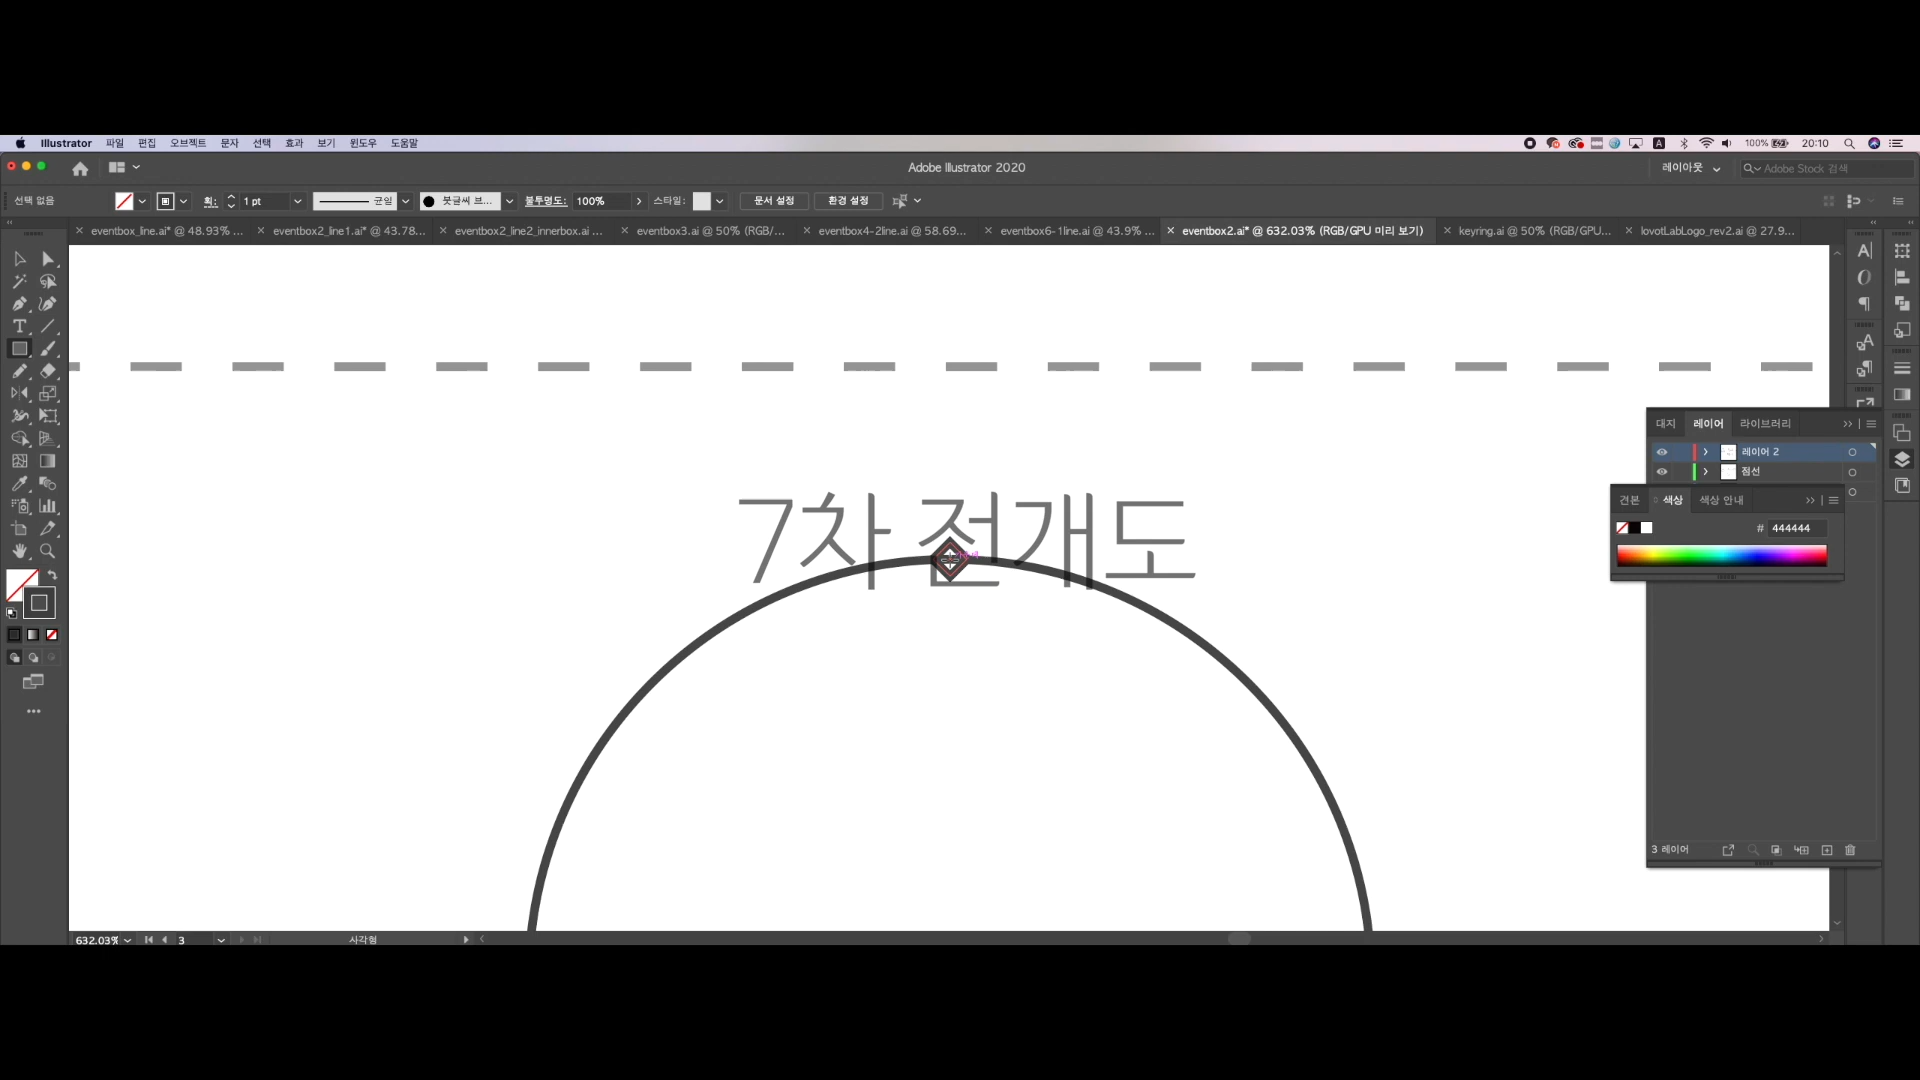 Illustrator 파일 편집 오브젝트 문자 선택 효과 보기 윈도우 도움말 A 100% 20:10
Adobe Illustrator 2020 레이아웃 Adobe Stock 검색
선택 없음 획: 1 pt 균일 붓글씨 브... 불투명도: 100% 스타일: 문서 설정 환경 설정
eventbox_line.ai* @ 48.93% ... eventbox2_line1.ai* @ 43.78... eventbox2_line2_innerbox.ai ... eventbox3.ai @ 50% (RGB/... eventbox4-2line.ai @ 58.69... eventbox6-1line.ai @ 43.9% ... eventbox2.ai* @ 632.03% (RGB/GPU 미리 보기) keyring.ai @ 50% (RGB/GPU... lovotLabLogo_rev2.ai @ 27.9...
대지 레이어 라이브러리
레이어 2
점선
견본 색상 색상 안내
# 444444
7차 전개도
3 레이어
632.03% 3 사각형